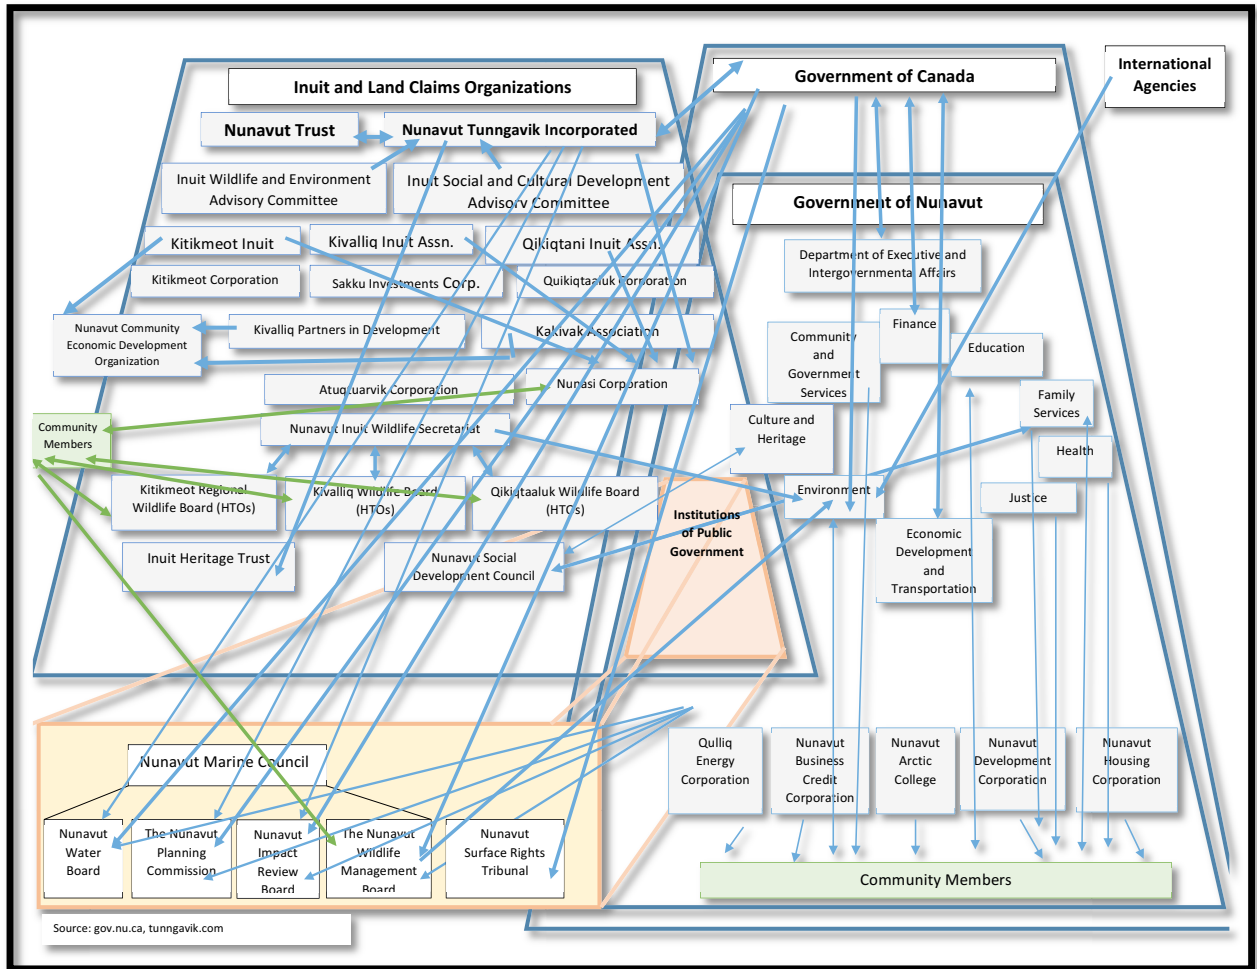 Inuit and Land Claims Organizations
Nunavut Trust
Nunavut Tunngavik Incorporated
Inuit Wildlife and Environment
Advisory Committee
Inuit Social and Cultural Development
Advisory Committee
Kitikmeot Inuit
Kivalliq Inuit Assn.
Qikiqtani Inuit Assn.
Kitikmeot Corporation
Sakku Investments Corp.
Quikiqtaaluk Corporation
Nunavut Community
Economic Development
Organization
Kivalliq Partners in Development
Kakivak Association
Atuqtuarvik Corporation
Nunasi Corporation
Community
Members
Nunavut Inuit Wildlife Secretariat
Kitikmeot Regional
Wildlife Board (HTOs)
Kivalliq Wildlife Board
(HTOs)
Qikiqtaaluk Wildlife Board
(HTOs)
Inuit Heritage Trust
Nunavut Social
Development Council
Government of Canada
International
Agencies
Government of Nunavut
Department of Executive and
Intergovernmental Affairs
Community
and
Government
Services
Finance
Education
Family
Services
Culture and
Heritage
Health
Environment
Justice
Economic
Development
and
Transportation
Institutions
of Public
Government
Nunavut Marine Council
Nunavut
Water
Board
The Nunavut
Planning
Commission
Nunavut
Impact
Review
Board
The Nunavut
Wildlife
Management
Board
Nunavut
Surface Rights
Tribunal
Qulliq
Energy
Corporation
Nunavut
Business
Credit
Corporation
Nunavut
Arctic
College
Nunavut
Development
Corporation
Nunavut
Housing
Corporation
Community Members
Source: gov.nu.ca, tunngavik.com